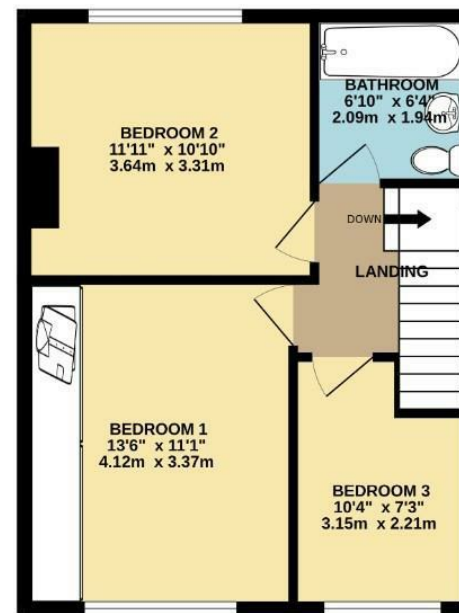 BATHROOM
6'10" x 6'4"
2.09m x 1.94m
BEDROOM 2
11'11" x 10'10"
3.64m x 3.31m
DOWN
LANDING
BEDROOM 1
13'6" x 11'1"
4.12m x 3.37m
BEDROOM 3
10'4" x 7'3"
3.15m x 2.21m